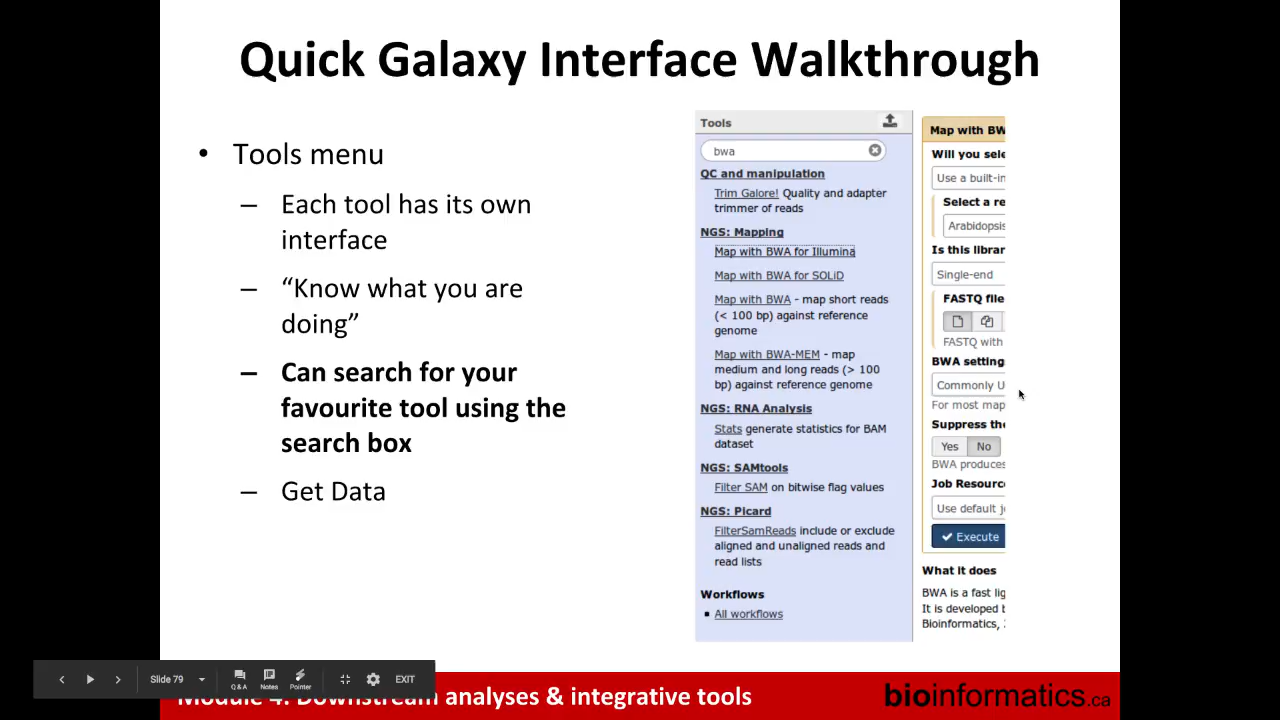 Quick Galaxy Interface Walkthrough
• Tools menu
– Each tool has its own
interface
– “Know what you are
doing”
– Can search for your
favourite tool using the
search box
– Get Data
Tools
bwa
QC and manipulation
Trim Galore! Quality and adapter
trimmer of reads
NGS: Mapping
Map with BWA for Illumina
Map with BWA for SOLiD
Map with BWA - map short reads
(< 100 bp) against reference
genome
Map with BWA-MEM - map
medium and long reads (> 100
bp) against reference genome
NGS: RNA Analysis
Stats generate statistics for BAM
dataset
NGS: SAMtools
Filter SAM on bitwise flag values
NGS: Picard
FilterSamReads include or exclude
aligned and unaligned reads and
read lists
Workflows
All workflows
Map with BW
Will you sele
Use a built-in
Select a re
Arabidopsis
Is this librar
Single-end
FASTQ file
FASTQ with
BWA setting
Commonly U
For most map
Suppress the
Yes No
BWA produces
Job Resourc
Use default jo
Execute
What it does
BWA is a fast lig
It is developed b
Bioinformatics,
Slide 79
Q & A Notes Pointer
EXIT
Module 4: Downstream analyses & integrative tools
bioinformatics.ca